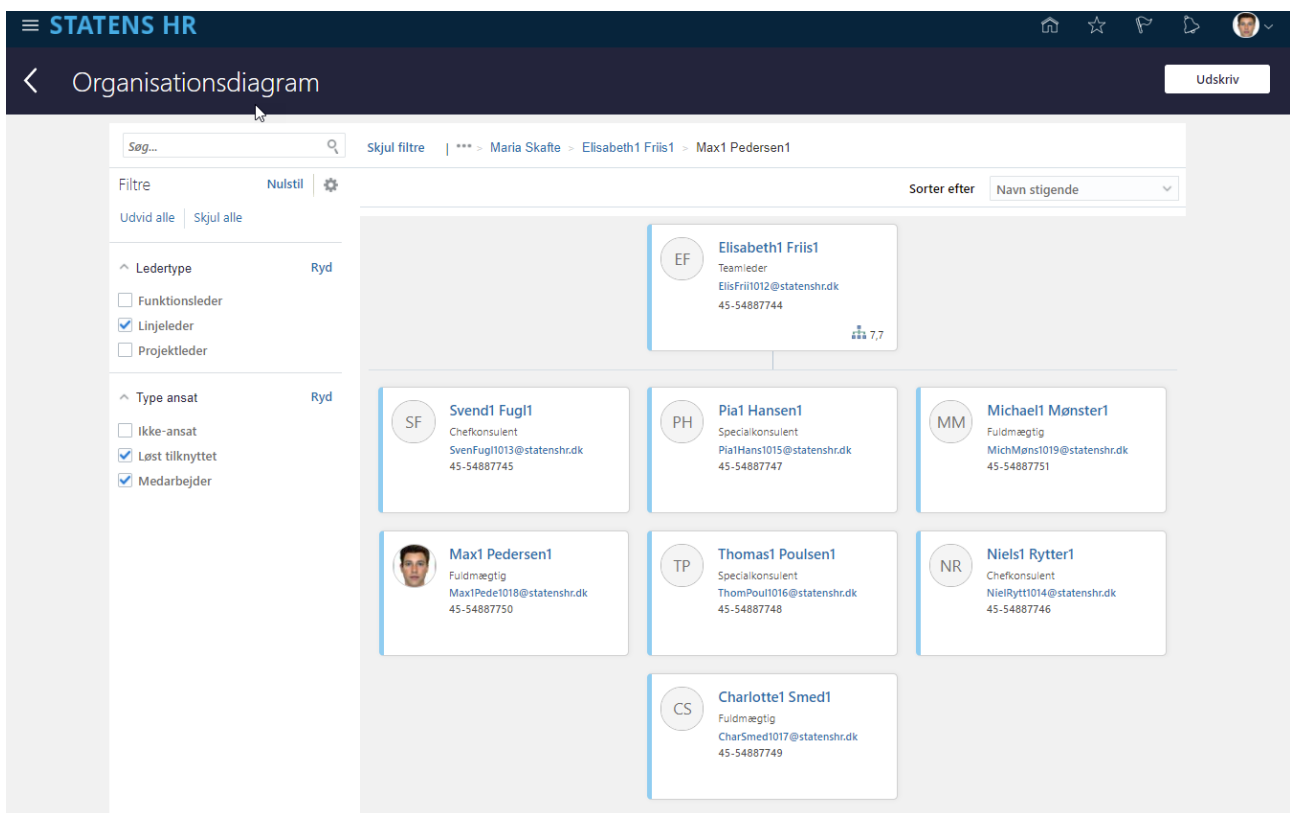 STATENS HR
Organisationsdiagram
Udskriv
Søg...
Skjul filtre | *** > Maria Skafte > Elisabeth1 Friis1 > Max1 Pedersen1
Filtre Nulstil
Sorter efter Navn stigende
Udvid alle Skjul alle
Ledertype Ryd
Funktionsleder
Linjeleder
Projektleder
Type ansat Ryd
Ikke-ansat
Løst tilknyttet
Medarbejder
EF
Elisabeth1 Friis1
Teamleder
ElisFrii1012@statenshr.dk
45-54887744
7,7
SF
Svend1 Fugl1
Chefkonsulent
SvenFugl1013@statenshr.dk
45-54887745
PH
Pia1 Hansen1
Specialkonsulent
Pia1Hans1015@statenshr.dk
45-54887747
MM
Michael1 Mønster1
Fuldmægtig
MichMøns1019@statenshr.dk
45-54887751
Max1 Pedersen1
Fuldmægtig
Max1Pede1018@statenshr.dk
45-54887750
TP
Thomas1 Poulsen1
Specialkonsulent
ThomPoul1016@statenshr.dk
45-54887748
NR
Niels1 Rytter1
Chefkonsulent
NielRytt1014@statenshr.dk
45-54887746
CS
Charlotte1 Smed1
Fuldmægtig
CharSmed1017@statenshr.dk
45-54887749